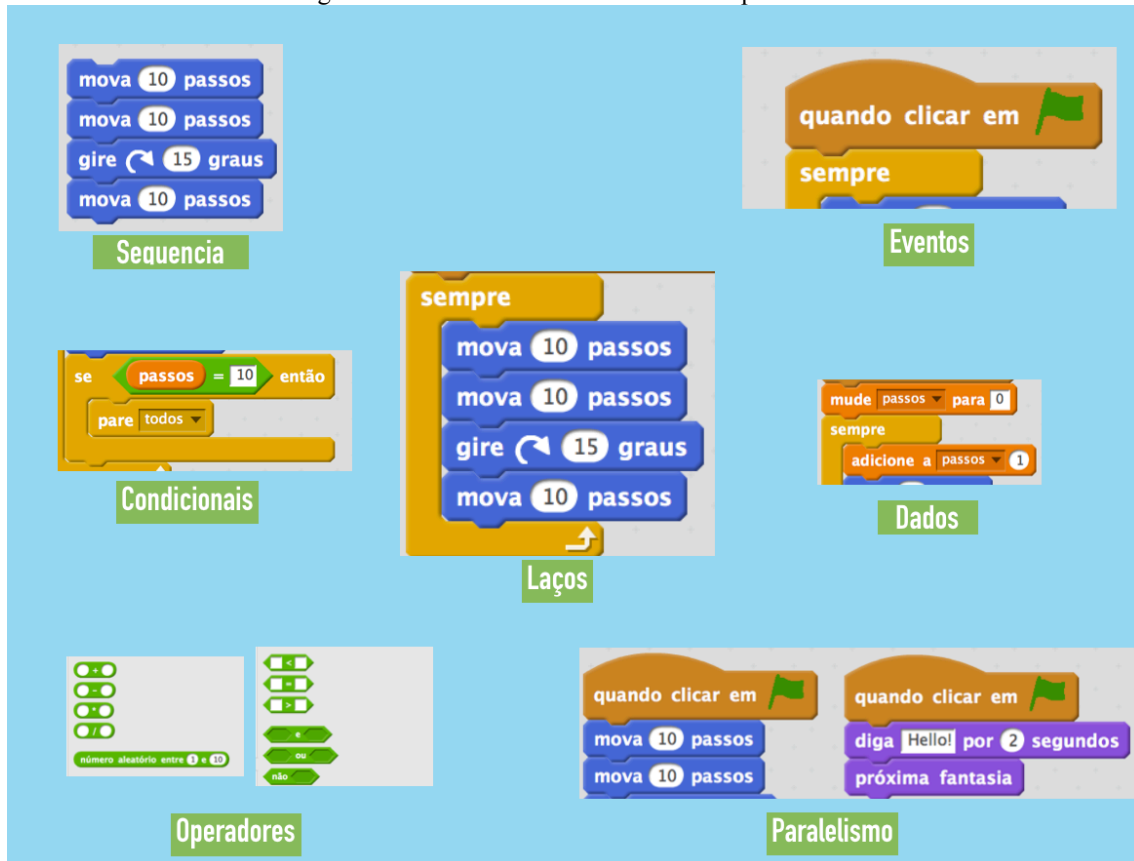 mova 10 passos
mova 10 passos
gire 15 graus
mova 10 passos
Sequencia
quando clicar em
sempre
Eventos
se passos = 10 então
pare todos
Condicionais
sempre
mova 10 passos
mova 10 passos
gire 15 graus
mova 10 passos
Laços
mude passos para 0
sempre
adicione a passos 1
Dados
+
-
*
/
número aleatório entre 1 e 10
<
=
>
e
ou
não
Operadores
quando clicar em
mova 10 passos
mova 10 passos
quando clicar em
diga Hello! por 2 segundos
próxima fantasia
Paralelismo